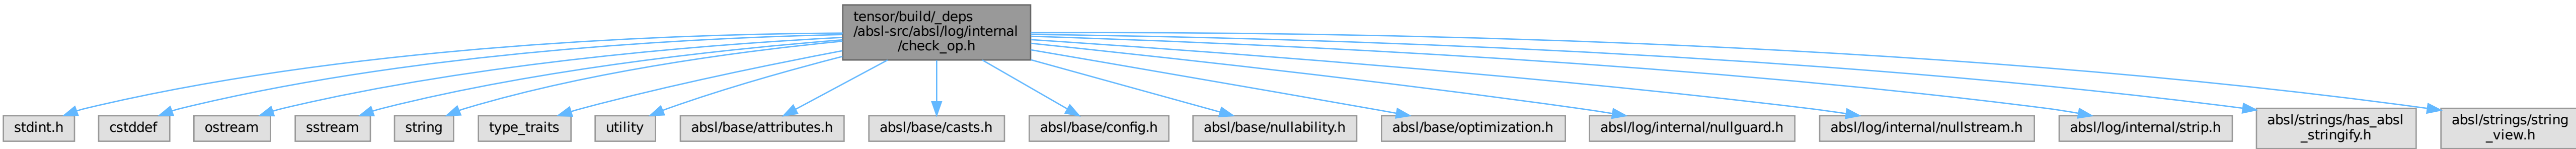 tensor/build/_deps
/absl-src/absl/log/internal
/check_op.h
stdint.h
cstddef
ostream
sstream
string
type_traits
utility
absl/base/attributes.h
absl/base/casts.h
absl/base/config.h
absl/base/nullability.h
absl/base/optimization.h
absl/log/internal/nullguard.h
absl/log/internal/nullstream.h
absl/log/internal/strip.h
absl/strings/has_absl
_stringify.h
absl/strings/string
_view.h